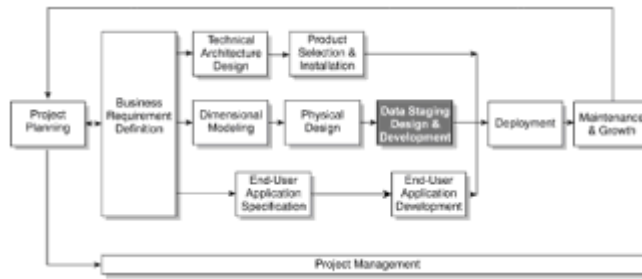 Technical
Architecture
Design
Product
Selection &
Installation
Project
Planning
Business
Requirement
Definition
Dimensional
Modeling
Physical
Design
Data Staging
Design &
Development
Deployment
Maintenance
& Growth
End-User
Application
Specification
End-User
Application
Development
Project Management